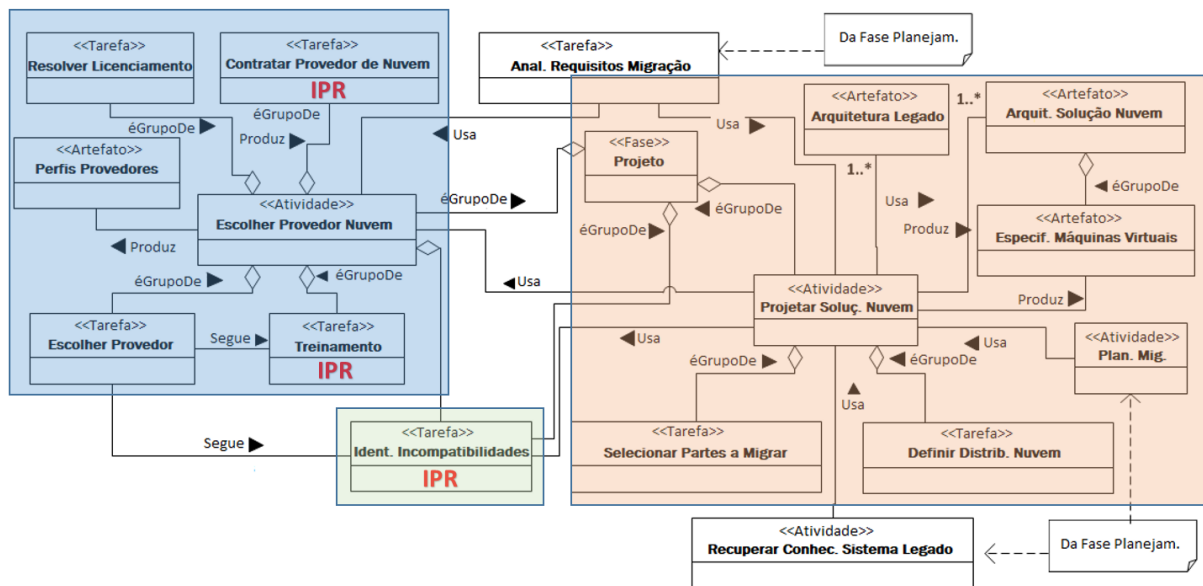 <<Tarefa>>
Resolver Licenciamento
<<Tarefa>>
Contratar Provedor de Nuvem
IPR
<<Tarefa>>
Anal. Requisitos Migração
Da Fase Planejam.
éGrupoDe
éGrupoDe
Produz
Usa
<<Artefato>>
Perfis Provedores
<<Atividade>>
Escolher Provedor Nuvem
Produz
éGrupoDe
éGrupoDe
<<Tarefa>>
Escolher Provedor
Segue
<<Tarefa>>
Treinamento
IPR
éGrupoDe
Usa
Segue
<<Tarefa>>
Ident. Incompatibilidades
IPR
<<Fase>>
Projeto
Usa
<<Artefato>>
Arquitetura Legado
1..*
1..*
<<Artefato>>
Arquit. Solução Nuvem
éGrupoDe
éGrupoDe
Usa
Produz
éGrupoDe
<<Artefato>>
Especif. Máquinas Virtuais
<<Atividade>>
Projetar Soluç. Nuvem
Produz
Usa
Usa
<<Atividade>>
Plan. Mig.
éGrupoDe
éGrupoDe
Usa
<<Tarefa>>
Selecionar Partes a Migrar
<<Tarefa>>
Definir Distrib. Nuvem
<<Atividade>>
Recuperar Conhec. Sistema Legado
Da Fase Planejam.